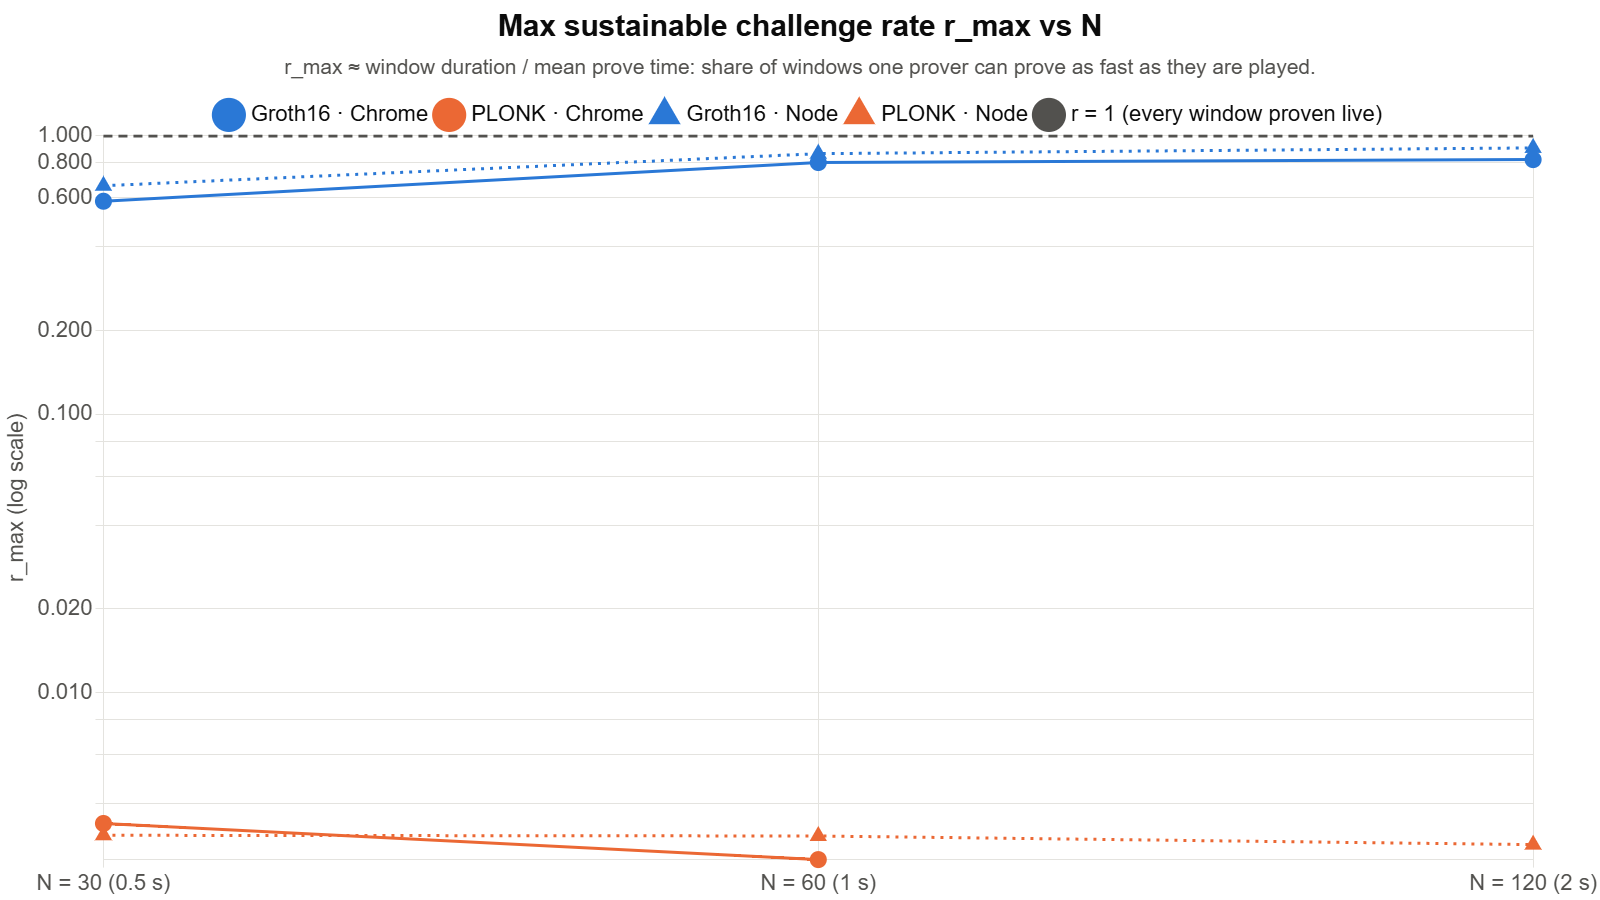 Max sustainable challenge rate r_max vs N
r_max ≈ window duration / mean prove time: share of windows one prover can prove as fast as they are played.
Groth16 · Chrome PLONK · Chrome Groth16 · Node PLONK · Node r = 1 (every window proven live)
1.000
0.800
0.600
0.200
0.100
0.020
0.010
r_max (log scale)
N = 30 (0.5 s) N = 60 (1 s) N = 120 (2 s)